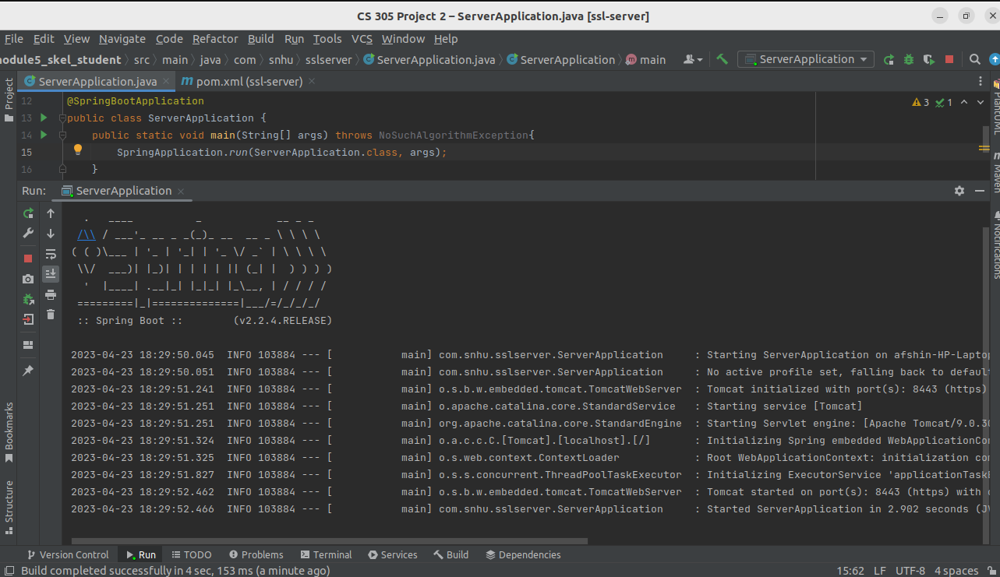 CS 305 Project 2 – ServerApplication.java [ssl-server]
File Edit View Navigate Code Refactor Build Run Tools VCS Window Help
module5_skel_student src main java com snhu sslserver ServerApplication.java ServerApplication main ServerApplication
ServerApplication.java pom.xml (ssl-server)
Project
12 @SpringBootApplication
3 1
13 public class ServerApplication {
14 public static void main(String[] args) throws NoSuchAlgorithmException{
15 SpringApplication.run(ServerApplication.class, args);
16 }
PlantUML
Maven
Notifications
Run: ServerApplication
  .   ____          _            __ _ _
 /\\ / ___'_ __ _ _(_)_ __  __ _ \ \ \ \
( ( )\___ | '_ | '_| | '_ \/ _` | \ \ \ \
 \\/  ___)| |_)| | | | | || (_| |  ) ) ) )
  '  |____| .__|_| |_|_| |_\__, | / / / /
 =========|_|==============|___/=/_/_/_/
 :: Spring Boot ::        (v2.2.4.RELEASE)
2023-04-23 18:29:50.045  INFO 103884 --- [           main] com.snhu.sslserver.ServerApplication     : Starting ServerApplication on afshin-HP-Lapto
2023-04-23 18:29:50.051  INFO 103884 --- [           main] com.snhu.sslserver.ServerApplication     : No active profile set, falling back to defaul
2023-04-23 18:29:51.241  INFO 103884 --- [           main] o.s.b.w.embedded.tomcat.TomcatWebServer  : Tomcat initialized with port(s): 8443 (https)
2023-04-23 18:29:51.251  INFO 103884 --- [           main] o.apache.catalina.core.StandardService   : Starting service [Tomcat]
2023-04-23 18:29:51.251  INFO 103884 --- [           main] org.apache.catalina.core.StandardEngine  : Starting Servlet engine: [Apache Tomcat/9.0.30
2023-04-23 18:29:51.324  INFO 103884 --- [           main] o.a.c.c.C.[Tomcat].[localhost].[/]       : Initializing Spring embedded WebApplicationCo
2023-04-23 18:29:51.325  INFO 103884 --- [           main] o.s.web.context.ContextLoader            : Root WebApplicationContext: initialization co
2023-04-23 18:29:51.827  INFO 103884 --- [           main] o.s.s.concurrent.ThreadPoolTaskExecutor  : Initializing ExecutorService 'applicationTask
2023-04-23 18:29:52.462  INFO 103884 --- [           main] o.s.b.w.embedded.tomcat.TomcatWebServer  : Tomcat started on port(s): 8443 (https) with
2023-04-23 18:29:52.466  INFO 103884 --- [           main] com.snhu.sslserver.ServerApplication     : Started ServerApplication in 2.902 seconds (JV
Bookmarks
Structure
Version Control Run TODO Problems Terminal Services Build Dependencies
Build completed successfully in 4 sec, 153 ms (a minute ago) 15:62 LF UTF-8 4 spaces